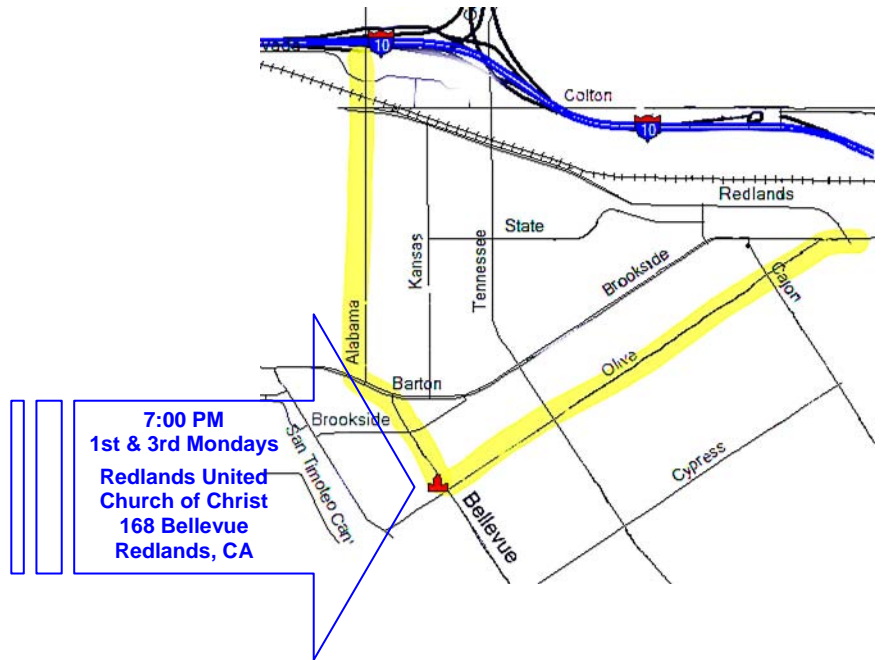 10
Colton
10
Redlands
State
Kansas
Tennessee
Brookside
Cajon
Alabama
Olive
Barton
Brookside
San Timoteo Can
Cypress
Bellevue
7:00 PM
1st & 3rd Mondays
Redlands United
Church of Christ
168 Bellevue
Redlands, CA